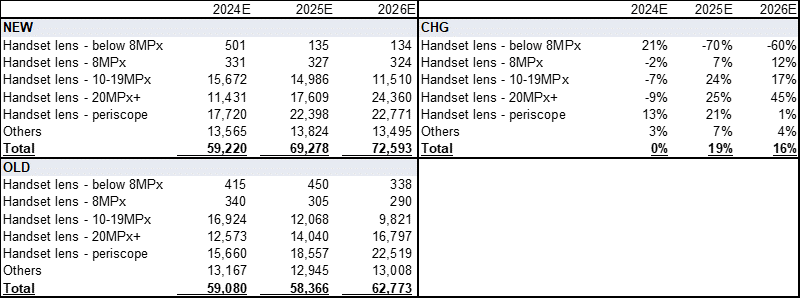 2024E 2025E 2026E
NEW
Handset lens - below 8MPx 501 135 134
Handset lens - 8MPx 331 327 324
Handset lens - 10-19MPx 15,672 14,986 11,510
Handset lens - 20MPx+ 11,431 17,609 24,360
Handset lens - periscope 17,720 22,398 22,771
Others 13,565 13,824 13,495
Total 59,220 69,278 72,593
OLD
Handset lens - below 8MPx 415 450 338
Handset lens - 8MPx 340 305 290
Handset lens - 10-19MPx 16,924 12,068 9,821
Handset lens - 20MPx+ 12,573 14,040 16,797
Handset lens - periscope 15,660 18,557 22,519
Others 13,167 12,945 13,008
Total 59,080 58,366 62,773
2024E 2025E 2026E
CHG
Handset lens - below 8MPx 21% -70% -60%
Handset lens - 8MPx -2% 7% 12%
Handset lens - 10-19MPx -7% 24% 17%
Handset lens - 20MPx+ -9% 25% 45%
Handset lens - periscope 13% 21% 1%
Others 3% 7% 4%
Total 0% 19% 16%